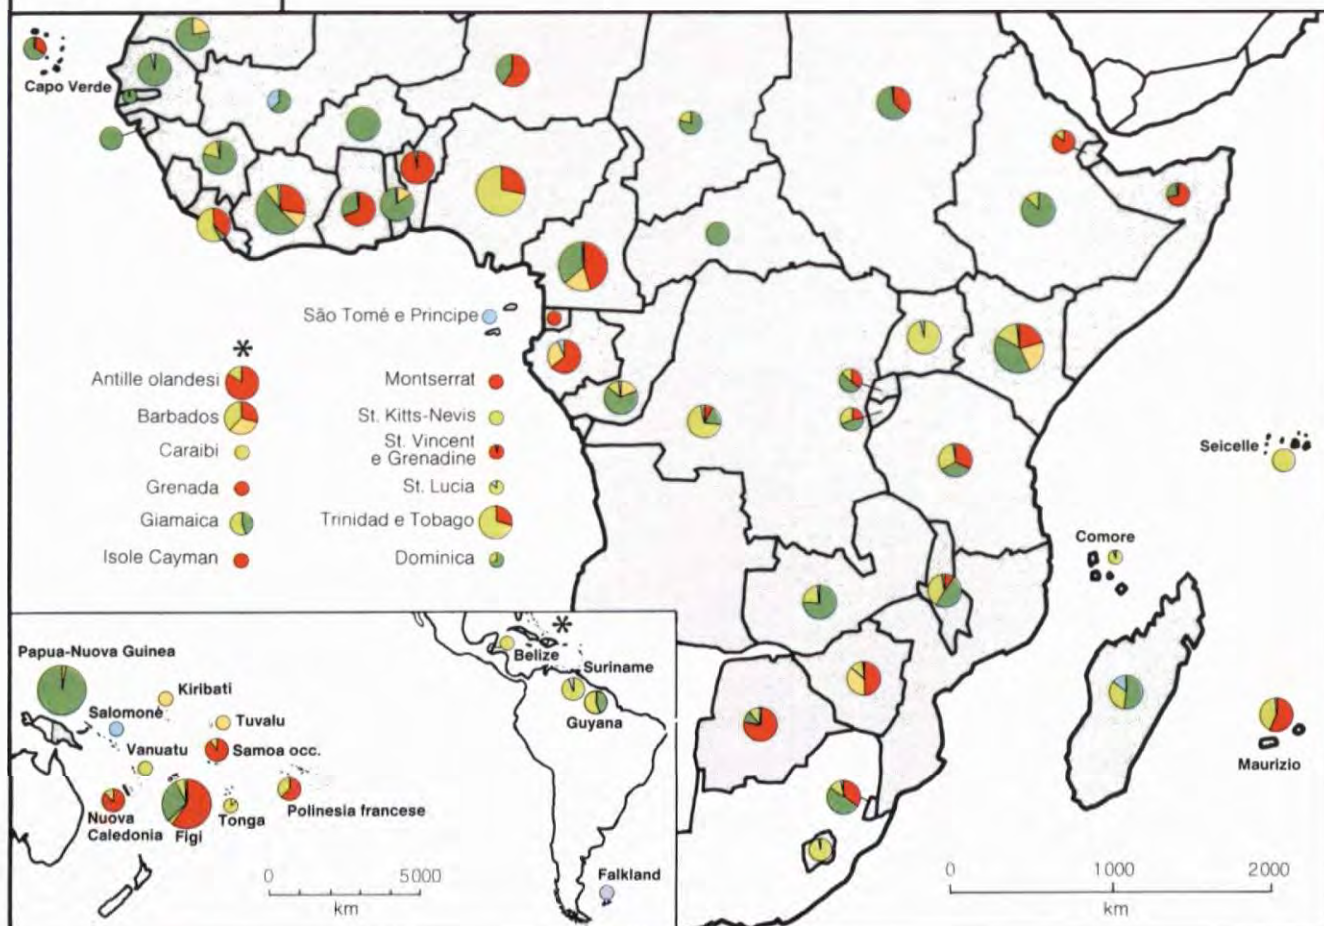 Capo Verde
São Tomé e Principe
*
Antille olandesi
Barbados
Caraibi
Grenada
Giamaica
Isole Cayman
Montserrat
St. Kitts-Nevis
St. Vincent
e Grenadine
St. Lucia
Trinidad e Tobago
Dominica
Seicelle
Comore
Maurizio
0 1000 2000
km
Papua-Nuova Guinea
Kiribati
Salomone
Tuvalu
Vanuatu
Samoa occ.
Nuova
Caledonia
Figi
Tonga
Polinesia francese
0 5000
km
*
Belize
Suriname
Guyana
Falkland